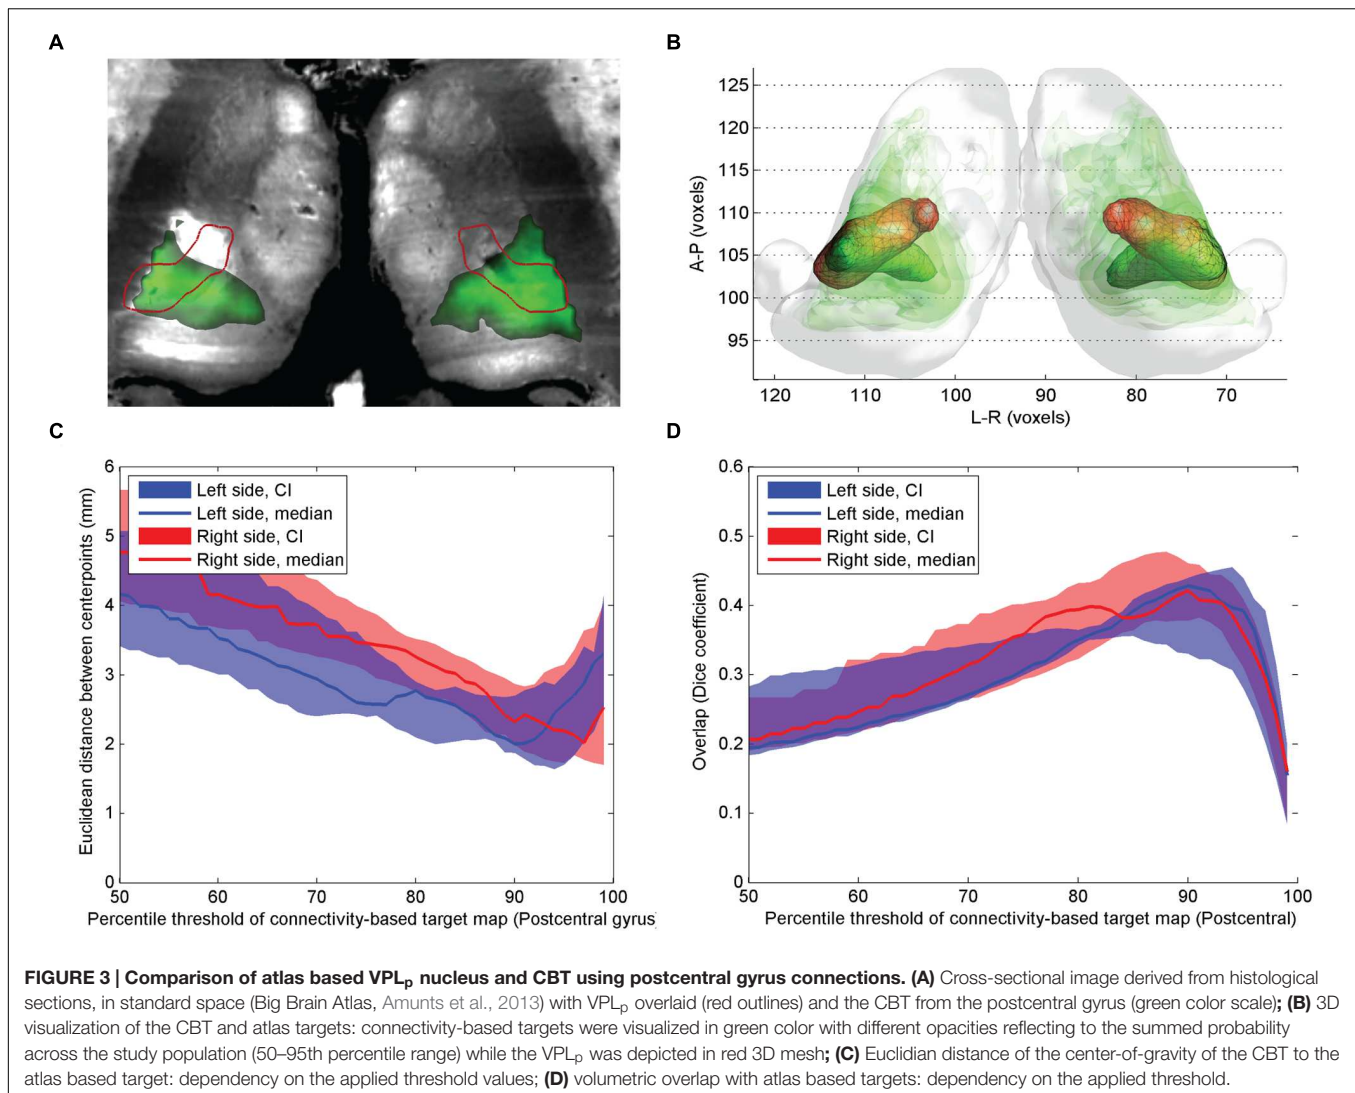 A
B
125
120
115
110
105
100
95
A-P (voxels)
120 110 100 90 80 70
L-R (voxels)
C
D
6
5
4
3
2
1
0
Euclidean distance between centerpoints (mm)
Left side, CI
Left side, median
Right side, CI
Right side, median
50 60 70 80 90 100
Percentile threshold of connectivity-based target map (Postcentral gyrus)
0.6
0.5
0.4
0.3
0.2
0.1
0
Overlap (Dice coefficient)
Left side, CI
Left side, median
Right side, CI
Right side, median
50 60 70 80 90 100
Percentile threshold of connectivity-based target map (Postcentral)
FIGURE 3 | Comparison of atlas based VPLp nucleus and CBT using postcentral gyrus connections. (A) Cross-sectional image derived from histological
sections, in standard space (Big Brain Atlas, Amunts et al., 2013) with VPLp overlaid (red outlines) and the CBT from the postcentral gyrus (green color scale); (B) 3D
visualization of the CBT and atlas targets: connectivity-based targets were visualized in green color with different opacities reflecting to the summed probability
across the study population (50–95th percentile range) while the VPLp was depicted in red 3D mesh; (C) Euclidian distance of the center-of-gravity of the CBT to the
atlas based target: dependency on the applied threshold values; (D) volumetric overlap with atlas based targets: dependency on the applied threshold.